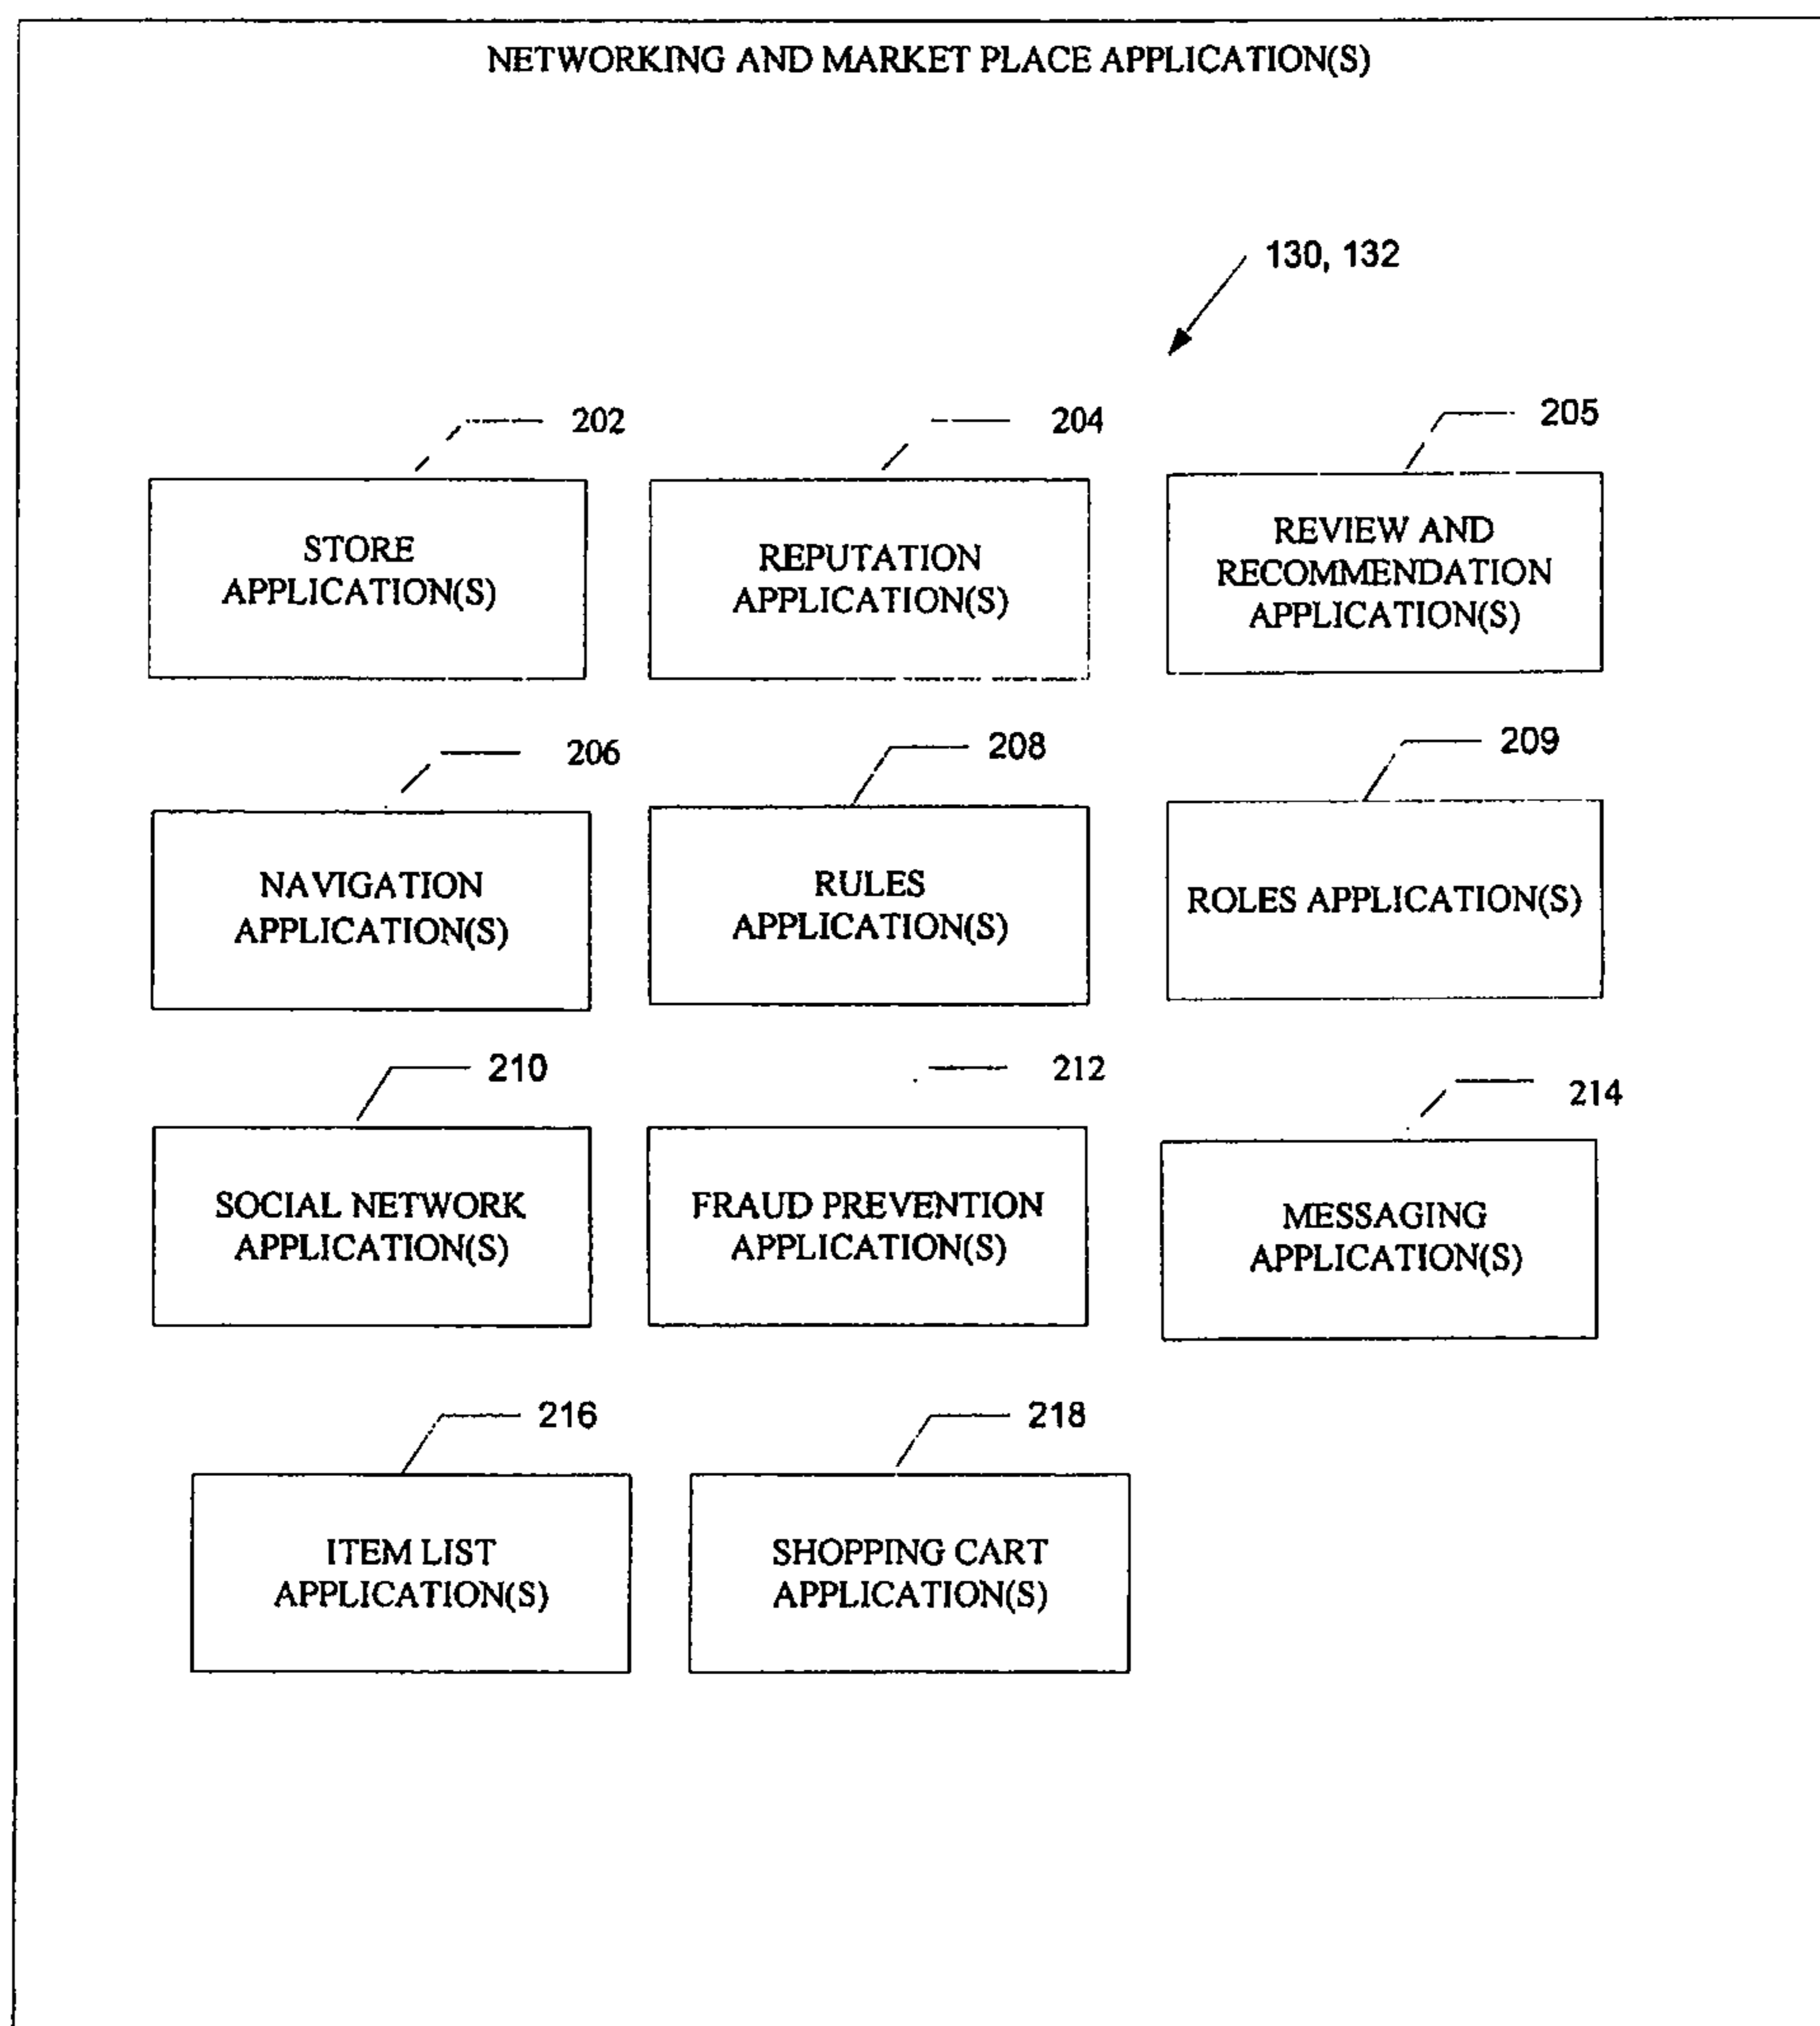 NETWORKING AND MARKET PLACE APPLICATION(S)
130, 132
202
STORE
APPLICATION(S)
204
REPUTATION
APPLICATION(S)
205
REVIEW AND
RECOMMENDATION
APPLICATION(S)
206
NAVIGATION
APPLICATION(S)
208
RULES
APPLICATION(S)
209
ROLES APPLICATION(S)
210
SOCIAL NETWORK
APPLICATION(S)
212
FRAUD PREVENTION
APPLICATION(S)
214
MESSAGING
APPLICATION(S)
216
ITEM LIST
APPLICATION(S)
218
SHOPPING CART
APPLICATION(S)